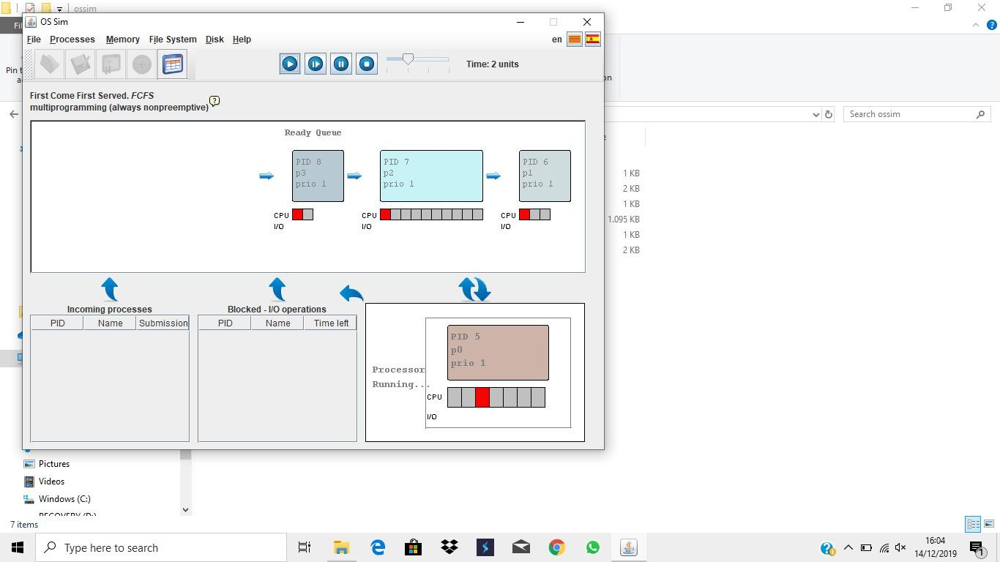 ossim
OS Sim
Fil
File Processes Memory File System Disk Help
en
Time: 2 units
Pin t
a
on
First Come First Served. FCFS
multiprogramming (always nonpreemptive)
?
Search ossim
Ready Queue
PID 8
p3
prio 1
PID 7
p2
prio 1
PID 6
p1
prio 1
CPU
I/O
CPU
I/O
CPU
I/O
1 KB
2 KB
1 KB
1.095 KB
1 KB
2 KB
Incoming processes
PID Name Submission
Blocked - I/O operations
PID Name Time left
PID 5
p0
prio 1
Processor
Running...
CPU
I/O
Pictures
Videos
Windows (C:)
RECOVERY (D:)
7 items
Type here to search
16:04
14/12/2019
1